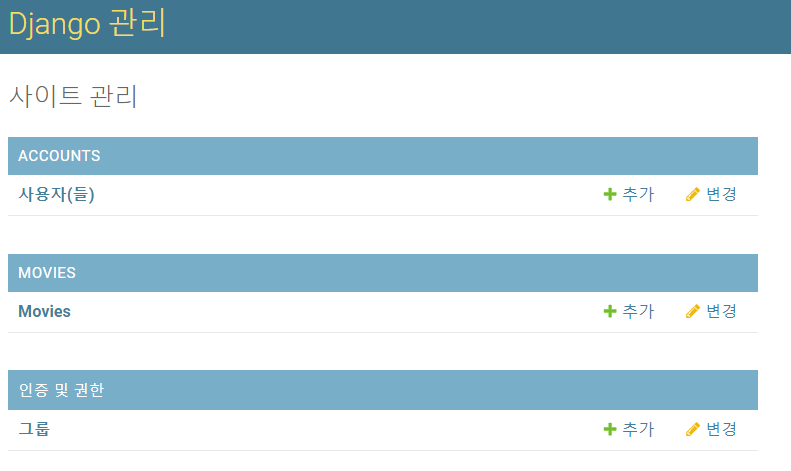 Django 관리
사이트 관리
ACCOUNTS
사용자(들) 추가 변경
MOVIES
Movies 추가 변경
인증 및 권한
그룹 추가 변경